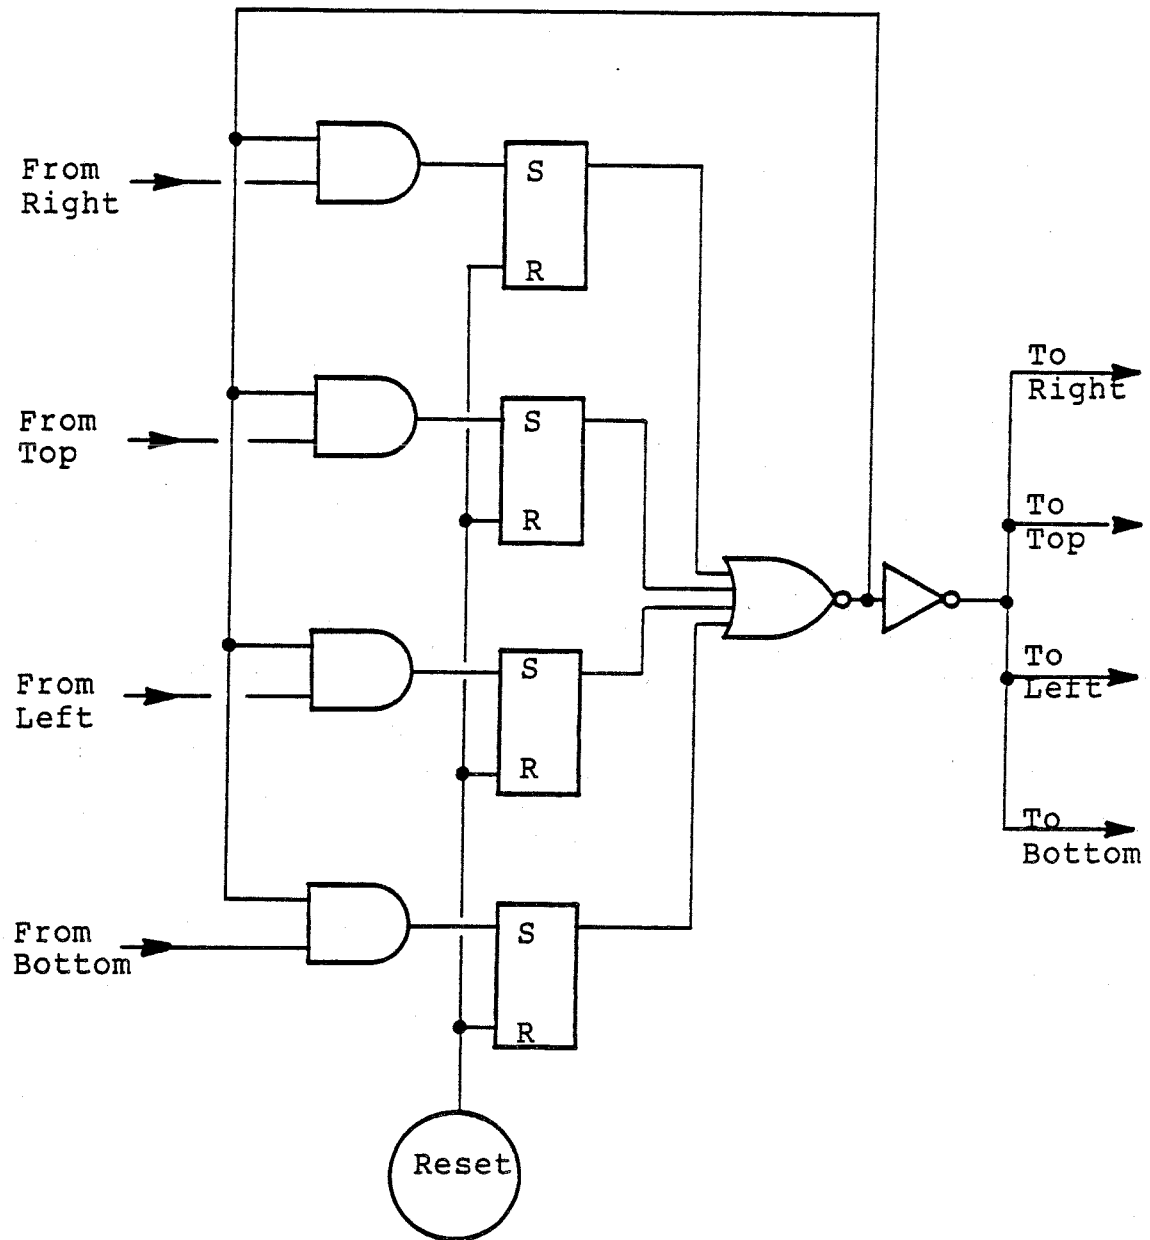 From
Right
S
R
From
Top
S
R
To
Right
To
Top
From
Left
S
R
To
Left
To
Bottom
From
Bottom
S
R
Reset